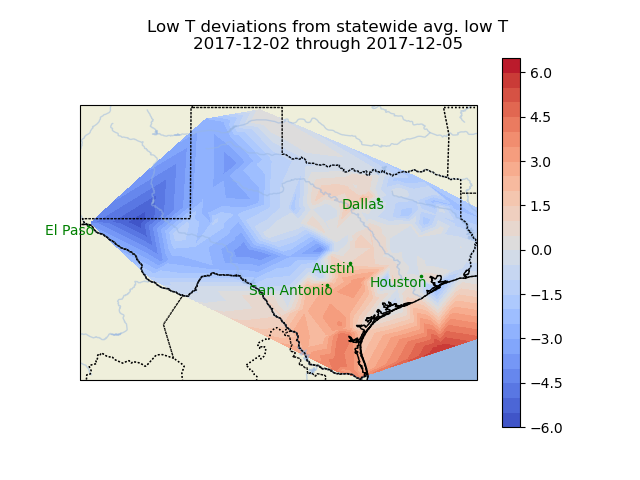 Low T deviations from statewide avg. low T
2017-12-02 through 2017-12-05
6.0
4.5
3.0
1.5
0.0
−1.5
−3.0
−4.5
−6.0
Dallas
El Paso
Austin
Houston
San Antonio